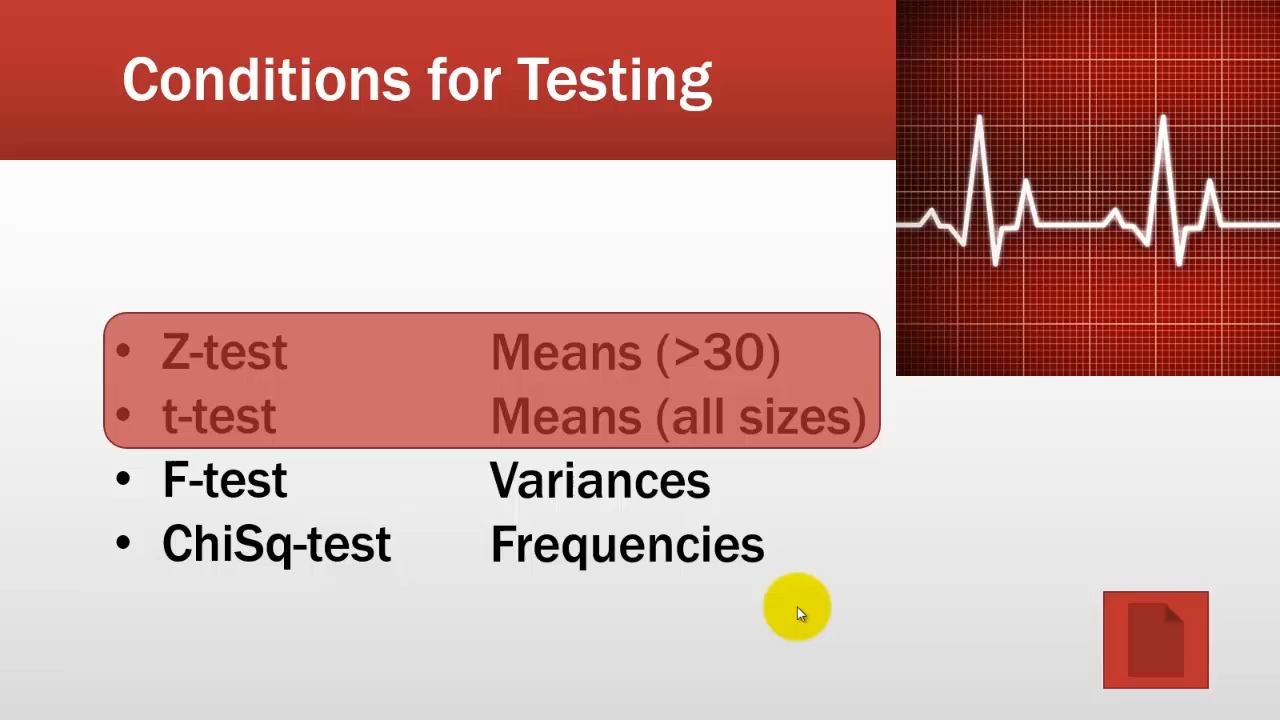 Conditions for Testing
• Z-test Means (>30)
• t-test Means (all sizes)
• F-test Variances
• ChiSq-test Frequencies